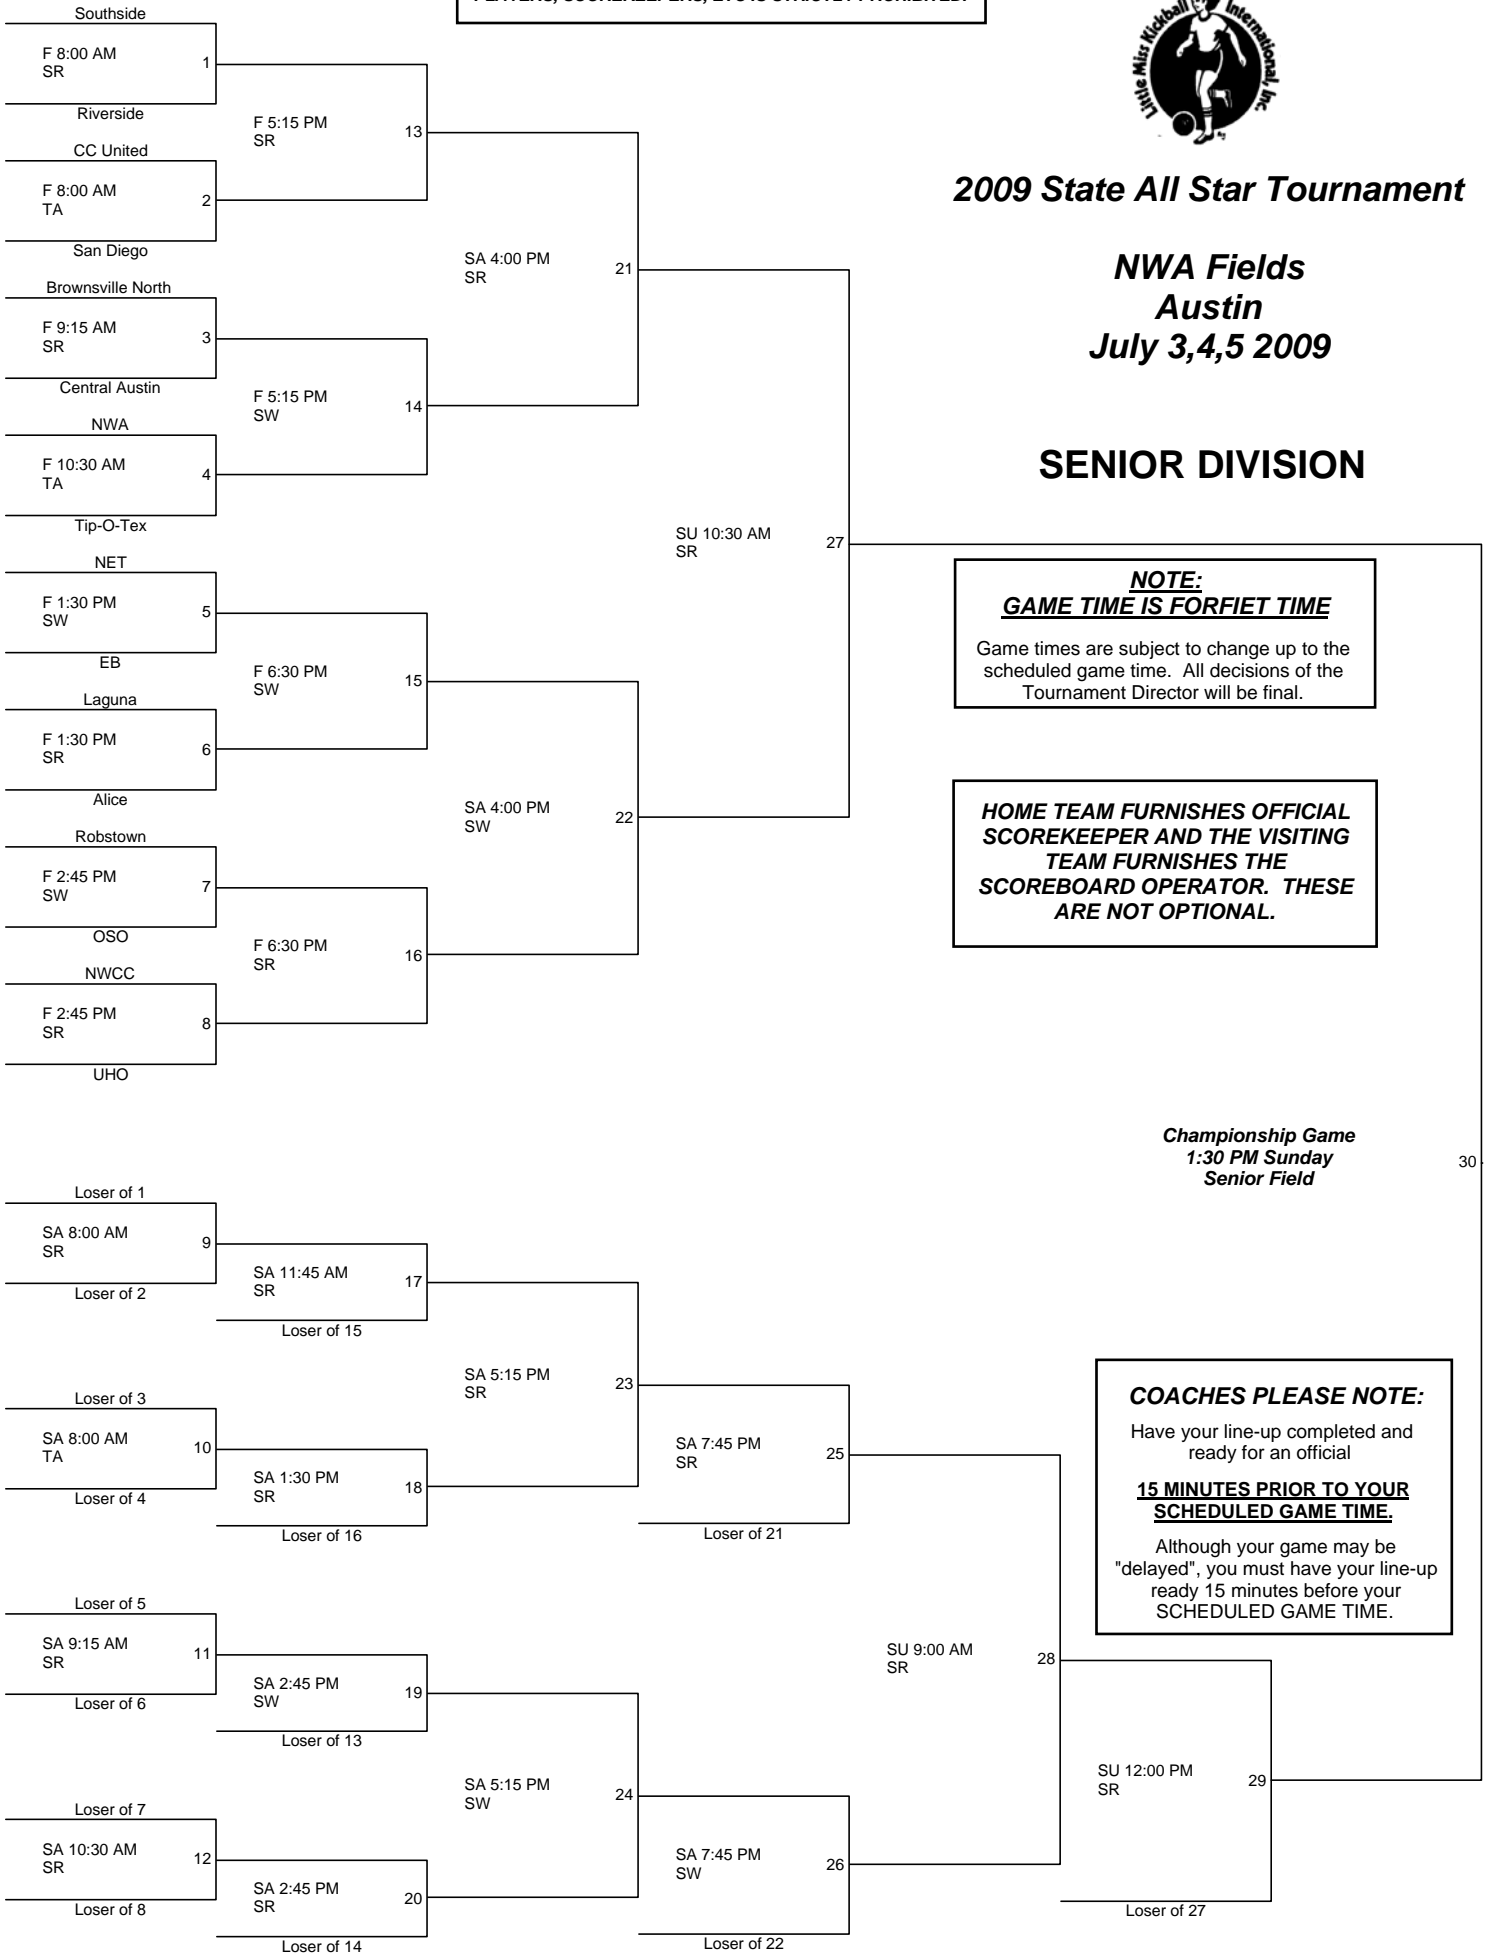 PLAYERS, SCOREKEEPERS, ETC IS STRICTLY PROHIBITED.
Little Miss Kickball International, Inc.
2009 State All Star Tournament
NWA Fields
Austin
July 3,4,5 2009
SENIOR DIVISION
Southside
F 8:00 AM
SR
1
Riverside
F 5:15 PM
SR
13
CC United
F 8:00 AM
TA
2
San Diego
SA 4:00 PM
SR
21
Brownsville North
F 9:15 AM
SR
3
Central Austin
F 5:15 PM
SW
14
NWA
F 10:30 AM
TA
4
Tip-O-Tex
SU 10:30 AM
SR
27
NET
F 1:30 PM
SW
5
EB
F 6:30 PM
SW
15
Laguna
F 1:30 PM
SR
6
Alice
SA 4:00 PM
SW
22
Robstown
F 2:45 PM
SW
7
OSO
F 6:30 PM
SR
16
NWCC
F 2:45 PM
SR
8
UHO
NOTE:
GAME TIME IS FORFIET TIME
Game times are subject to change up to the
scheduled game time. All decisions of the
Tournament Director will be final.
HOME TEAM FURNISHES OFFICIAL
SCOREKEEPER AND THE VISITING
TEAM FURNISHES THE
SCOREBOARD OPERATOR. THESE
ARE NOT OPTIONAL.
Championship Game
1:30 PM Sunday
Senior Field
30
Loser of 1
SA 8:00 AM
SR
9
Loser of 2
SA 11:45 AM
SR
17
Loser of 15
SA 5:15 PM
SR
23
Loser of 3
SA 8:00 AM
TA
10
Loser of 4
SA 1:30 PM
SR
18
Loser of 16
SA 7:45 PM
SR
25
Loser of 21
COACHES PLEASE NOTE:
Have your line-up completed and
ready for an official
15 MINUTES PRIOR TO YOUR
SCHEDULED GAME TIME.
Although your game may be
"delayed", you must have your line-up
ready 15 minutes before your
SCHEDULED GAME TIME.
Loser of 5
SA 9:15 AM
SR
11
Loser of 6
SA 2:45 PM
SW
19
Loser of 13
SU 9:00 AM
SR
28
SA 5:15 PM
SW
24
SU 12:00 PM
SR
29
Loser of 7
SA 10:30 AM
SR
12
Loser of 8
SA 2:45 PM
SR
20
Loser of 14
SA 7:45 PM
SW
26
Loser of 22
Loser of 27